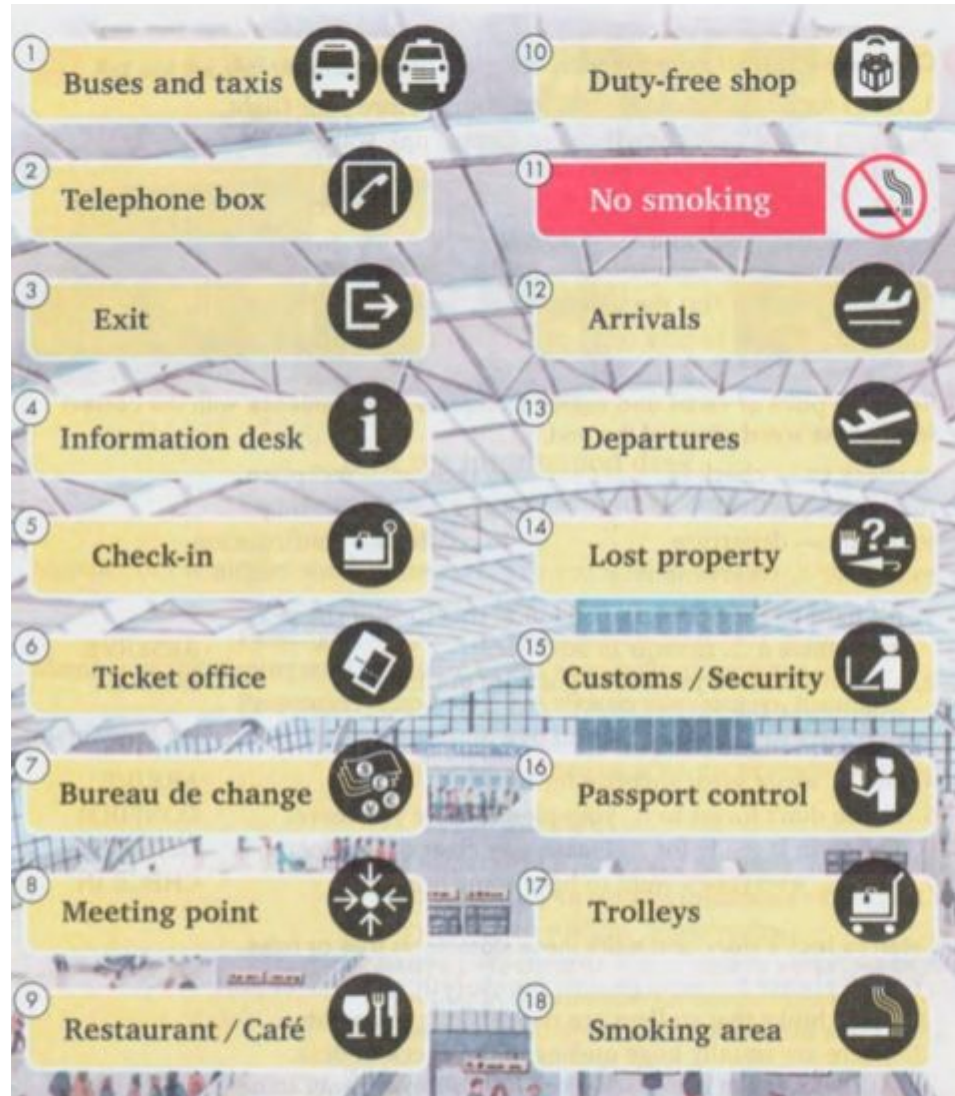 1
Buses and taxis
2
Telephone box
3
Exit
4
Information desk
5
Check-in
6
Ticket office
7
Bureau de change
8
Meeting point
9
Restaurant / Café
10
Duty-free shop
11
No smoking
12
Arrivals
13
Departures
14
Lost property
15
Customs / Security
16
Passport control
17
Trolleys
18
Smoking area